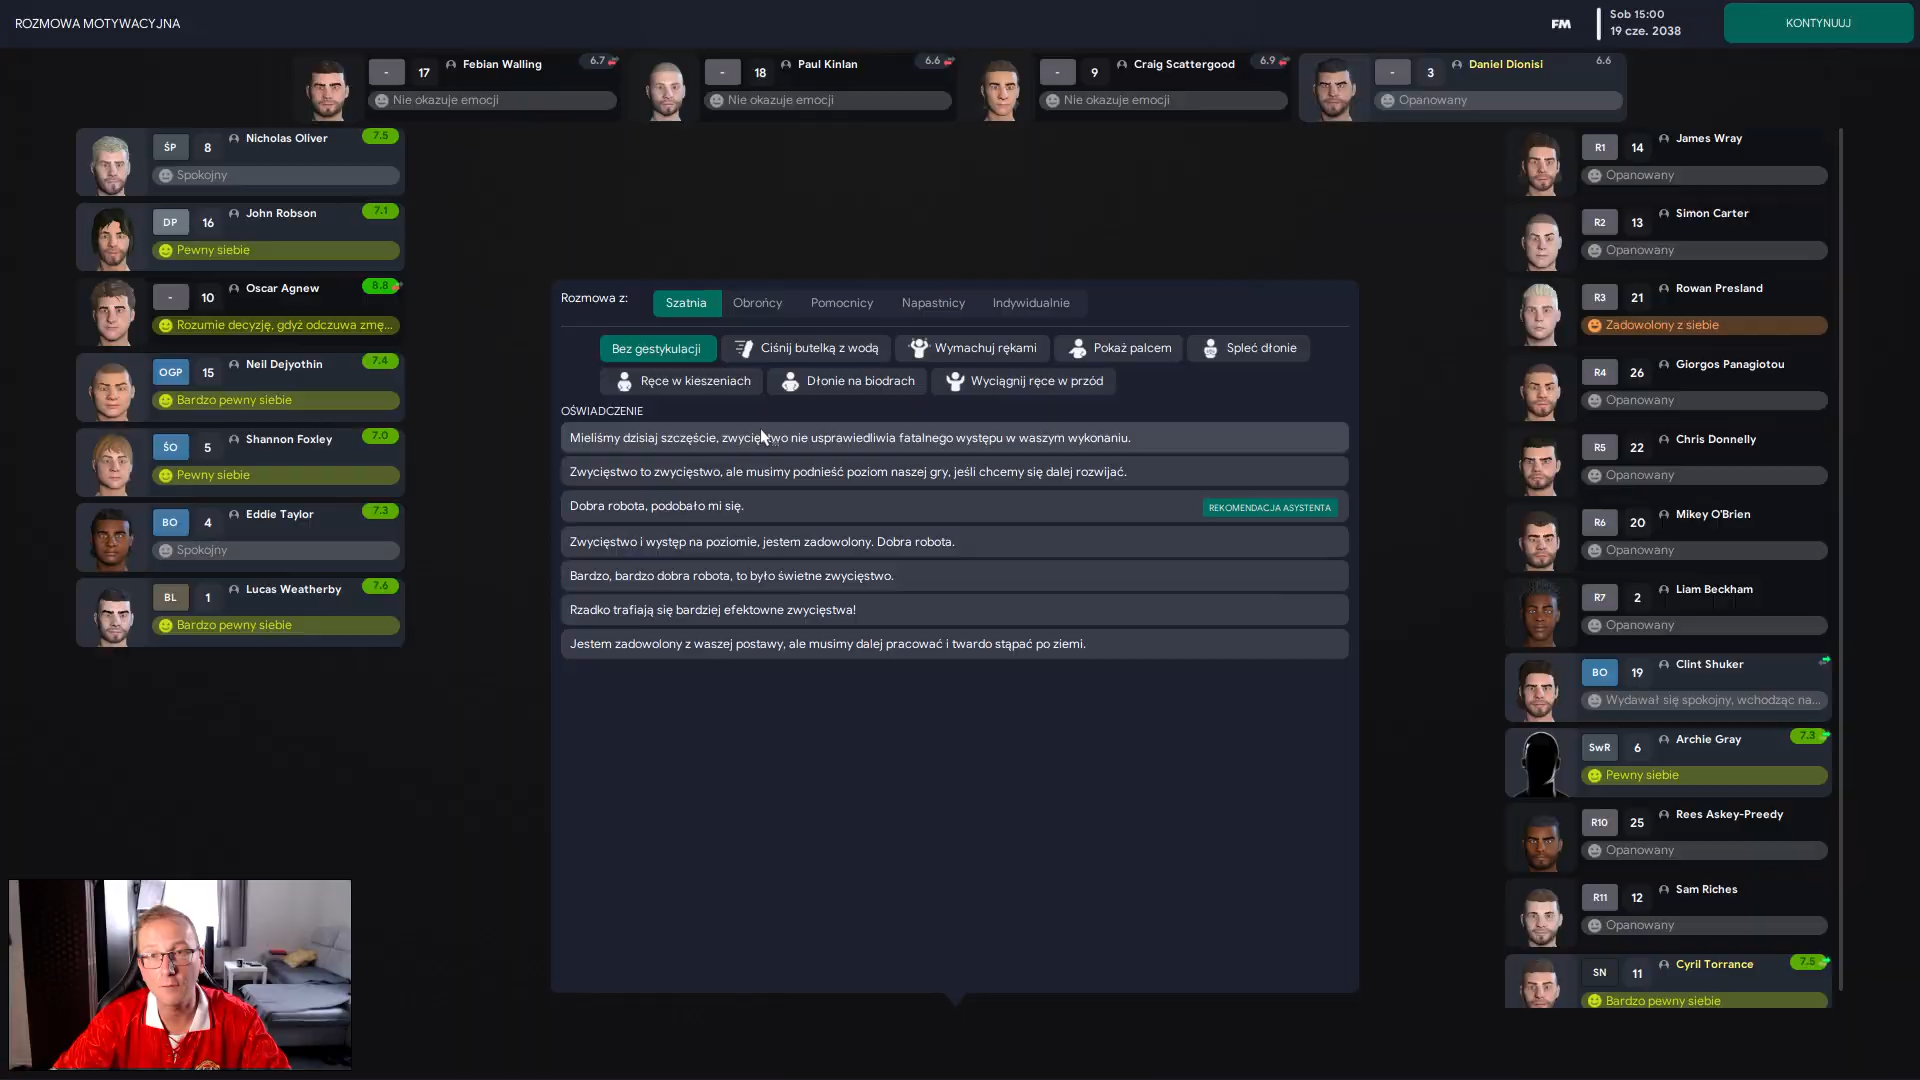 ROZMOWA MOTYWACYJNA
FM
Sob 15:00
19 cze. 2038
KONTYNUUJ
- 17 Febian Walling 6.7
Nie okazuje emocji
- 18 Paul Kinlan 6.6
Nie okazuje emocji
- 9 Craig Scattergood 6.9
Nie okazuje emocji
- 3 Daniel Dionisi 6.6
Opanowany
ŚP 8 Nicholas Oliver 7.5
Spokojny
DP 16 John Robson 7.1
Pewny siebie
- 10 Oscar Agnew 8.8
Rozumie decyzję, gdyż odczuwa zmę...
OGP 15 Neil Dejyothin 7.4
Bardzo pewny siebie
ŚO 5 Shannon Foxley 7.0
Pewny siebie
BO 4 Eddie Taylor 7.3
Spokojny
BL 1 Lucas Weatherby 7.6
Bardzo pewny siebie
Rozmowa z: Szatnia Obrońcy Pomocnicy Napastnicy Indywidualnie
Bez gestykulacji Ciśnij butelką z wodą Wymachuj rękami Pokaż palcem Spleć dłonie
Ręce w kieszeniach Dłonie na biodrach Wyciągnij ręce w przód
OŚWIADCZENIE
Mieliśmy dzisiaj szczęście, zwycięstwo nie usprawiedliwia fatalnego występu w waszym wykonaniu.
Zwycięstwo to zwycięstwo, ale musimy podnieść poziom naszej gry, jeśli chcemy się dalej rozwijać.
Dobra robota, podobało mi się. REKOMENDACJA ASYSTENTA
Zwycięstwo i występ na poziomie, jestem zadowolony. Dobra robota.
Bardzo, bardzo dobra robota, to było świetne zwycięstwo.
Rzadko trafiają się bardziej efektowne zwycięstwa!
Jestem zadowolony z waszej postawy, ale musimy dalej pracować i twardo stąpać po ziemi.
R1 14 James Wray
Opanowany
R2 13 Simon Carter
Opanowany
R3 21 Rowan Presland
Zadowolony z siebie
R4 26 Giorgos Panagiotou
Opanowany
R5 22 Chris Donnelly
Opanowany
R6 20 Mikey O'Brien
Opanowany
R7 2 Liam Beckham
Opanowany
BO 19 Clint Shuker
Wydawał się spokojny, wchodząc na...
SwR 6 Archie Gray 7.3
Pewny siebie
R10 25 Rees Askey-Preedy
Opanowany
R11 12 Sam Riches
Opanowany
SN 11 Cyril Torrance 7.5
Bardzo pewny siebie